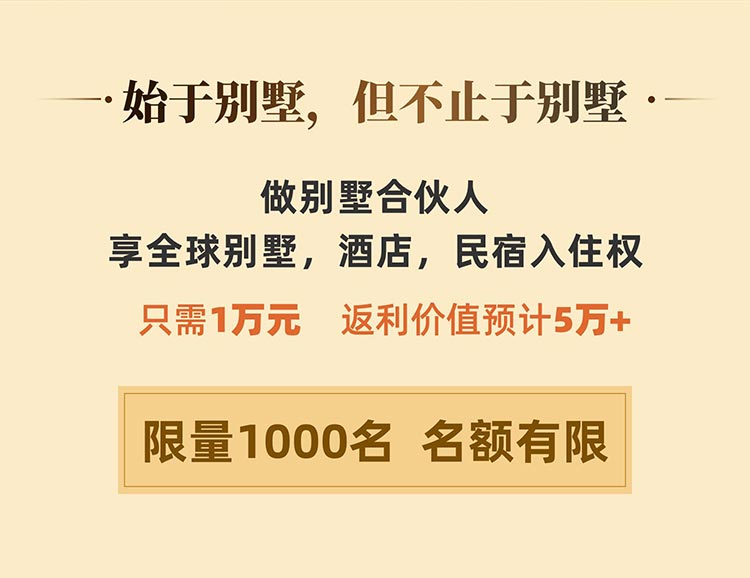 始于别墅，但不止于别墅
做别墅合伙人
享全球别墅，酒店，民宿入住权
只需1万元 返利价值预计5万+
限量1000名 名额有限